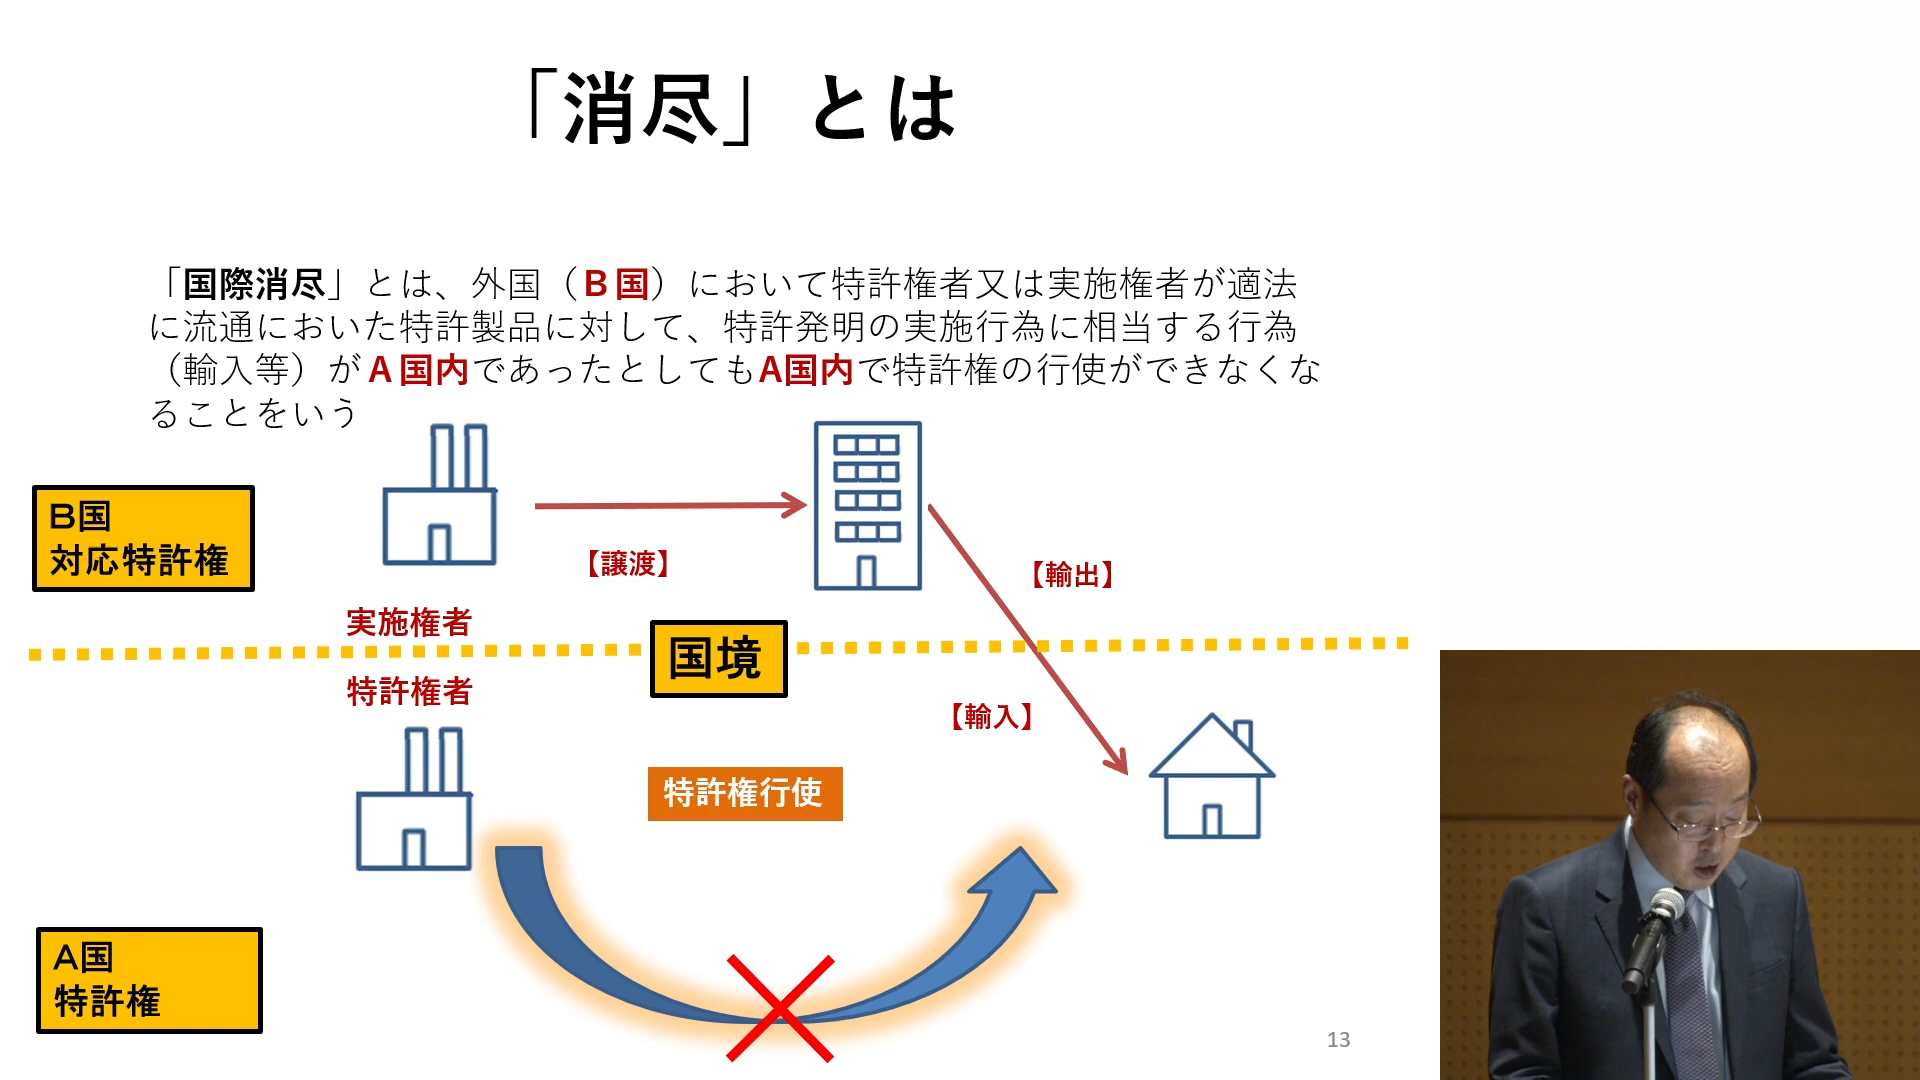 「消尽」とは
「国際消尽」とは、外国（Ｂ国）において特許権者又は実施権者が適法
に流通においた特許製品に対して、特許発明の実施行為に相当する行為
（輸入等）がＡ国内であったとしてもA国内で特許権の行使ができなくな
ることをいう
B国
対応特許権
【譲渡】
【輸出】
実施権者
国境
特許権者
【輸入】
特許権行使
A国
特許権
13